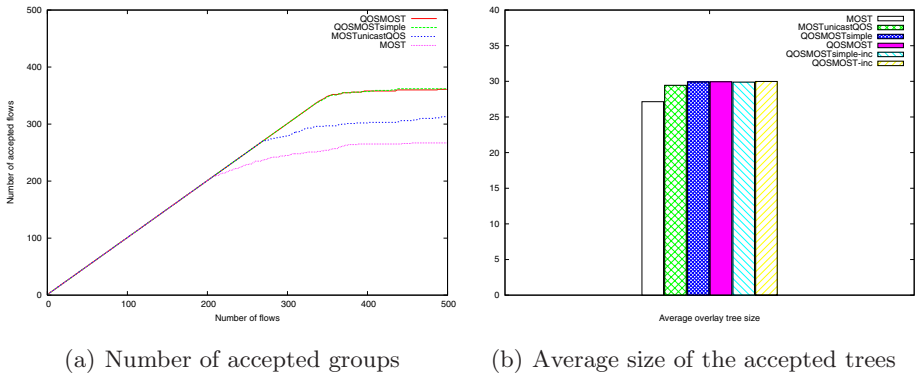 500
400
300
200
100
0
0 100 200 300 400 500
Number of accepted flows
Number of flows
QOSMOST
QOSMOSTsimple
MOSTunicastQOS
MOST
(a) Number of accepted groups
40
35
30
25
20
15
10
5
0
Average overlay tree size
MOST
MOSTunicastQOS
QOSMOSTsimple
QOSMOST
QOSMOSTsimple-inc
QOSMOST-inc
(b) Average size of the accepted trees